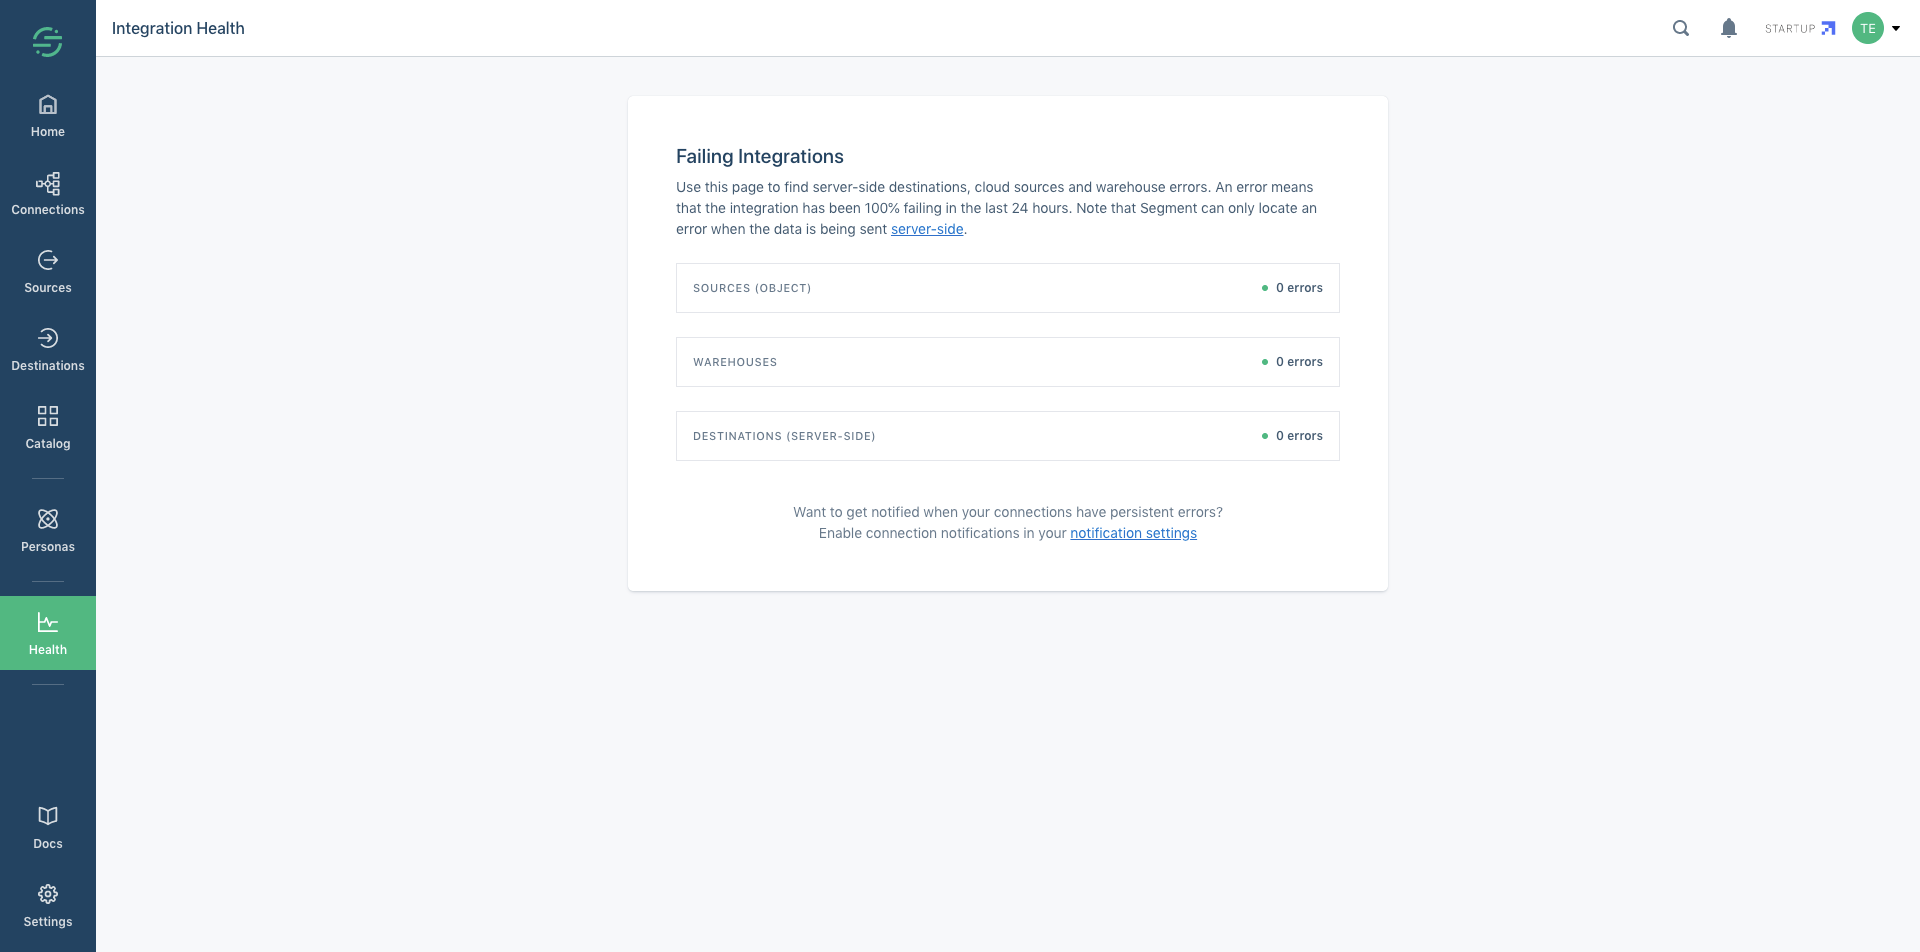 Integration Health
STARTUP
TE
Home
Connections
Sources
Destinations
Catalog
Personas
Health
Docs
Settings
Failing Integrations
Use this page to find server-side destinations, cloud sources and warehouse errors. An error means
that the integration has been 100% failing in the last 24 hours. Note that Segment can only locate an
error when the data is being sent server-side.
SOURCES (OBJECT) 0 errors
WAREHOUSES 0 errors
DESTINATIONS (SERVER-SIDE) 0 errors
Want to get notified when your connections have persistent errors?
Enable connection notifications in your notification settings